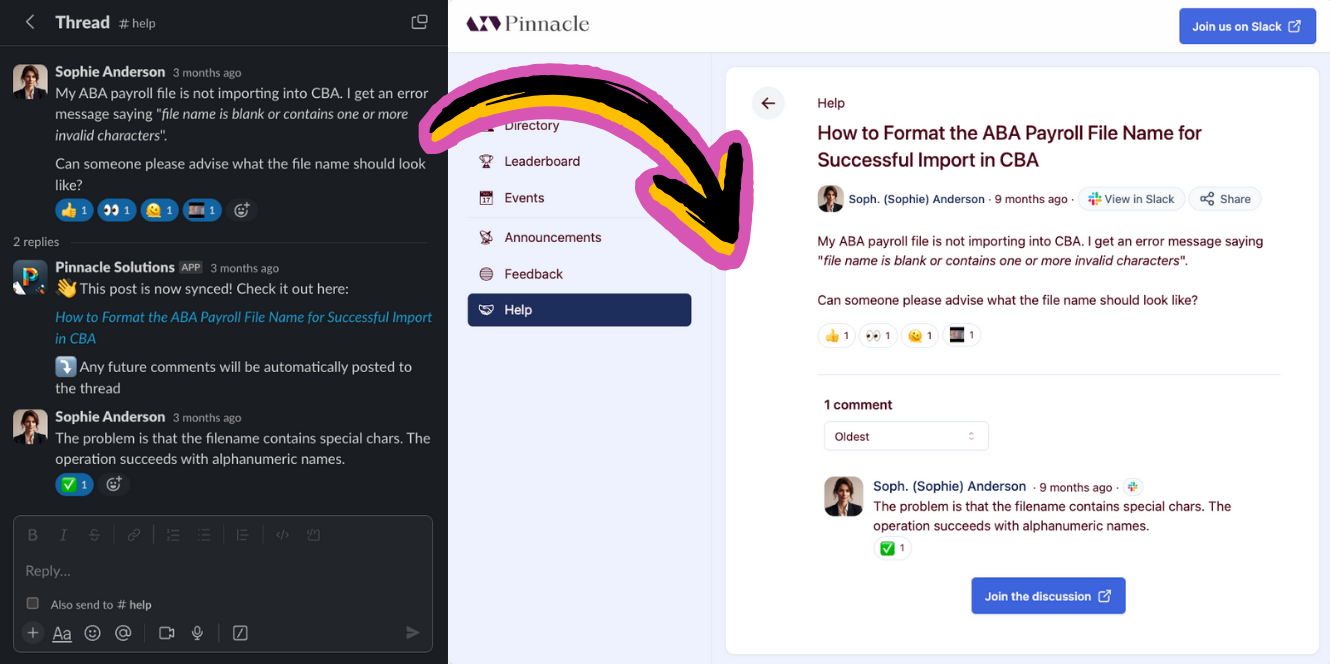 Thread # help
Sophie Anderson 3 months ago
My ABA payroll file is not importing into CBA. I get an error
message saying "file name is blank or contains one or more
invalid characters".
Can someone please advise what the file name should look
like?
1 1 1 1
2 replies
Pinnacle Solutions APP 3 months ago
This post is now synced! Check it out here:
How to Format the ABA Payroll File Name for Successful Import
in CBA
Any future comments will be automatically posted to
the thread
Sophie Anderson 3 months ago
The problem is that the filename contains special chars. The
operation succeeds with alphanumeric names.
1
B I S
Reply...
Also send to # help
Aa
Pinnacle
Join us on Slack
Directory
Leaderboard
Events
Announcements
Feedback
Help
Help
How to Format the ABA Payroll File Name for
Successful Import in CBA
Soph. (Sophie) Anderson · 9 months ago · View in Slack Share
My ABA payroll file is not importing into CBA. I get an error message saying
"file name is blank or contains one or more invalid characters".
Can someone please advise what the file name should look like?
1 1 1 1
1 comment
Oldest
Soph. (Sophie) Anderson · 9 months ago ·
The problem is that the filename contains special chars. The
operation succeeds with alphanumeric names.
1
Join the discussion